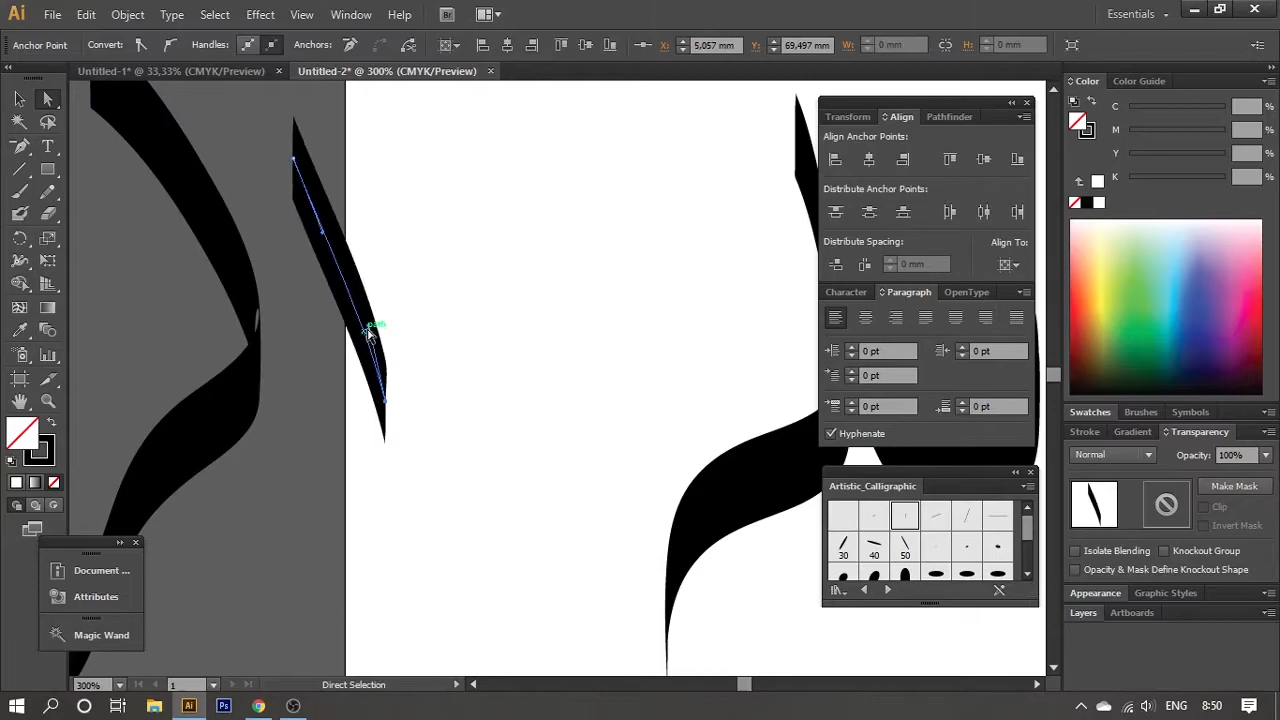 Ai File Edit Object Type Select Effect View Window Help Br Essentials
Anchor Point Convert: Handles: Anchors: X: 5,057 mm Y: 69,497 mm W: 0 mm H: 0 mm
Untitled-1* @ 33,33% (CMYK/Preview) × Untitled-2* @ 300% (CMYK/Preview) ×
Color Color Guide
C %
M %
Y %
K %
Transform Align Pathfinder
Align Anchor Points:
Distribute Anchor Points:
Distribute Spacing: Align To:
0 mm
Character Paragraph OpenType
0 pt 0 pt
0 pt
0 pt 0 pt
Hyphenate
path
Artistic_Calligraphic
30 40 50
Swatches Brushes Symbols
Stroke Gradient Transparency
Normal Opacity: 100%
Make Mask
Clip
Invert Mask
Isolate Blending Knockout Group
Opacity & Mask Define Knockout Shape
Appearance Graphic Styles
Layers Artboards
Document ...
Attributes
Magic Wand
300% 1 Direct Selection
Ai Ps ENG 8:50